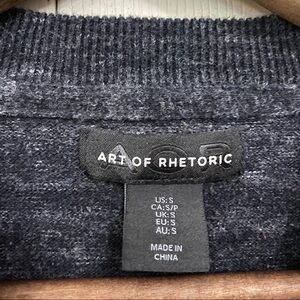 AOR
ART OF RHETORIC
US:S
CA:S/P
UK:S
EU:S
AU:S
MADE IN
CHINA